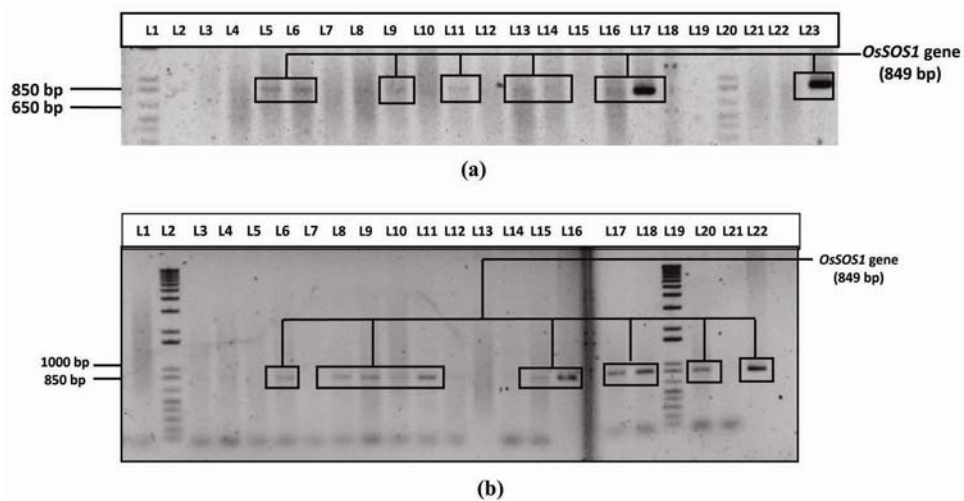 L1 L2 L3 L4 L5 L6 L7 L8 L9 L10 L11 L12 L13 L14 L15 L16 L17 L18 L19 L20 L21 L22 L23
OsSOS1 gene
(849 bp)
850 bp
650 bp
(a)
L1 L2 L3 L4 L5 L6 L7 L8 L9 L10 L11 L12 L13 L14 L15 L16 L17 L18 L19 L20 L21 L22
OsSOS1 gene
(849 bp)
1000 bp
850 bp
(b)